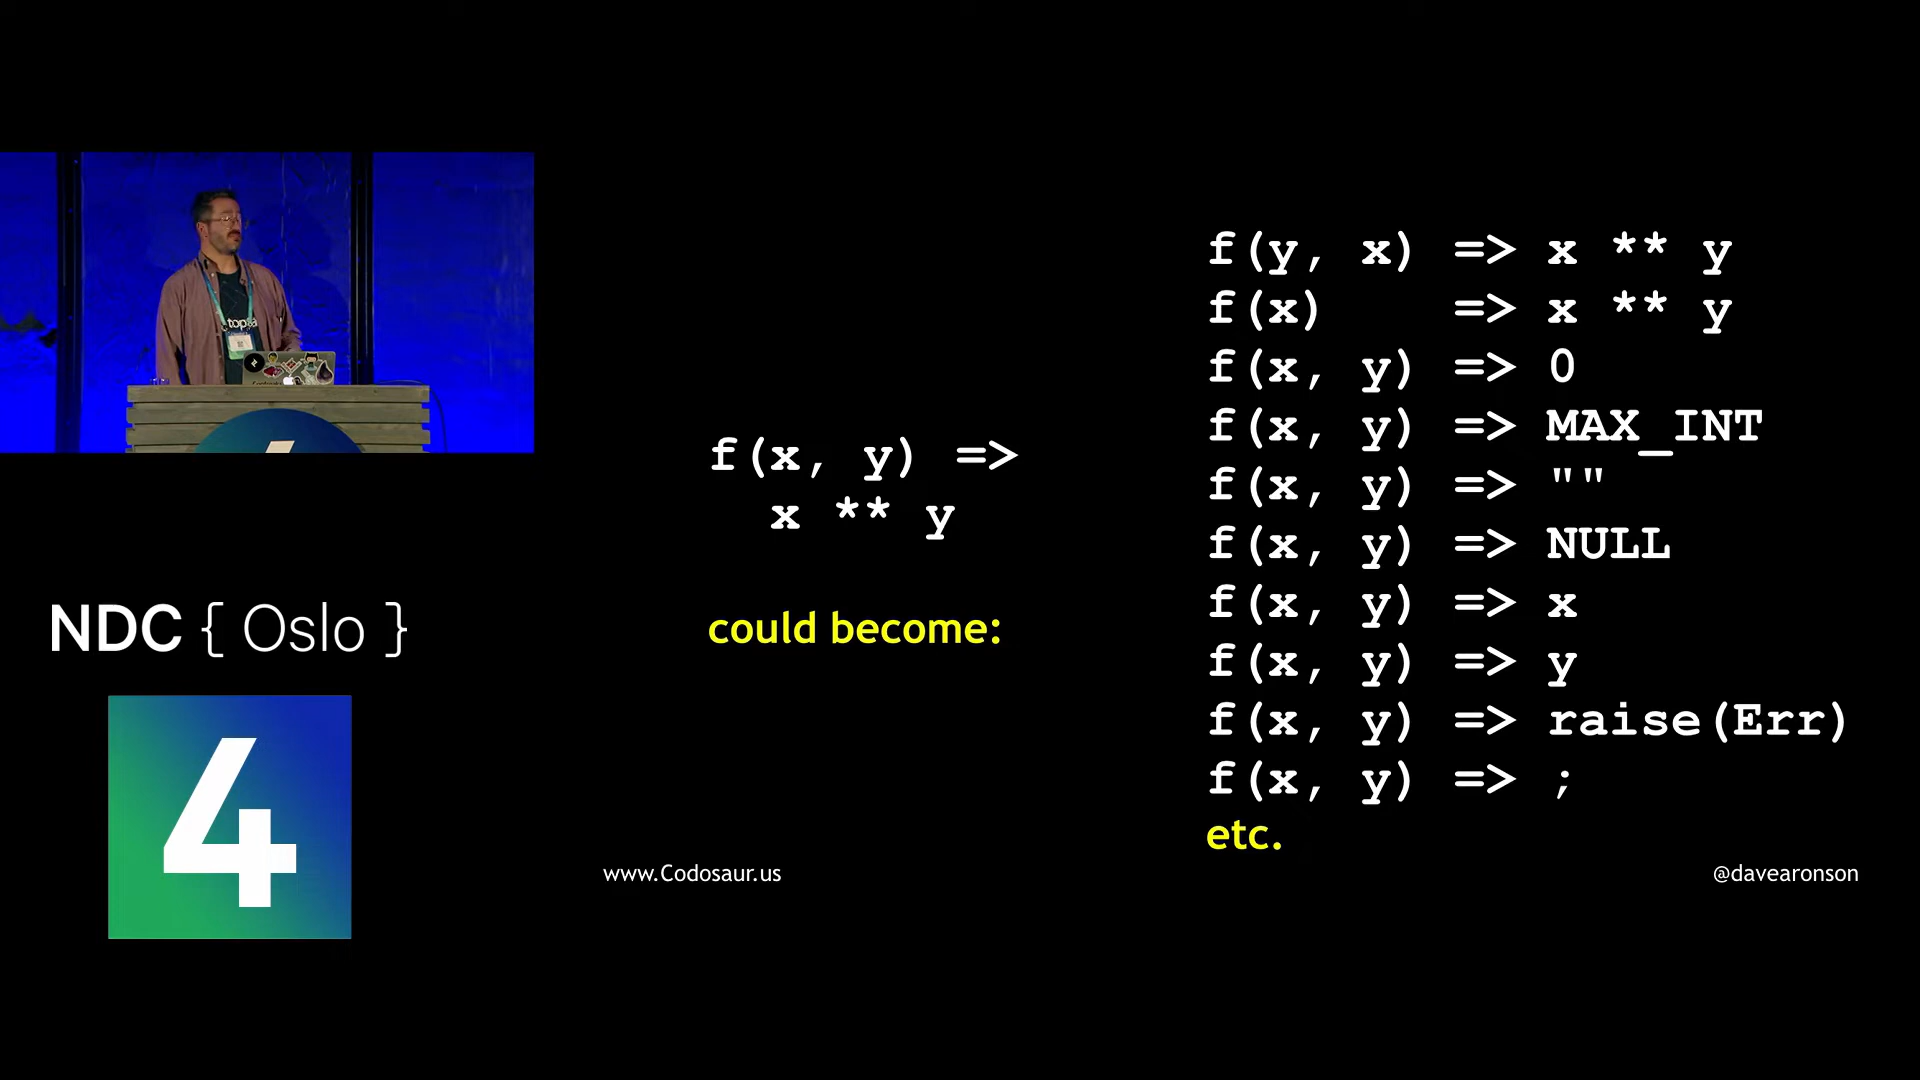 NDC { Oslo }
4
f(x, y) =>
x ** y
could become:
f(y, x) => x ** y
f(x) => x ** y
f(x, y) => 0
f(x, y) => MAX_INT
f(x, y) => ""
f(x, y) => NULL
f(x, y) => x
f(x, y) => y
f(x, y) => raise(Err)
f(x, y) => ;
etc.
www.Codosaur.us
@davearonson